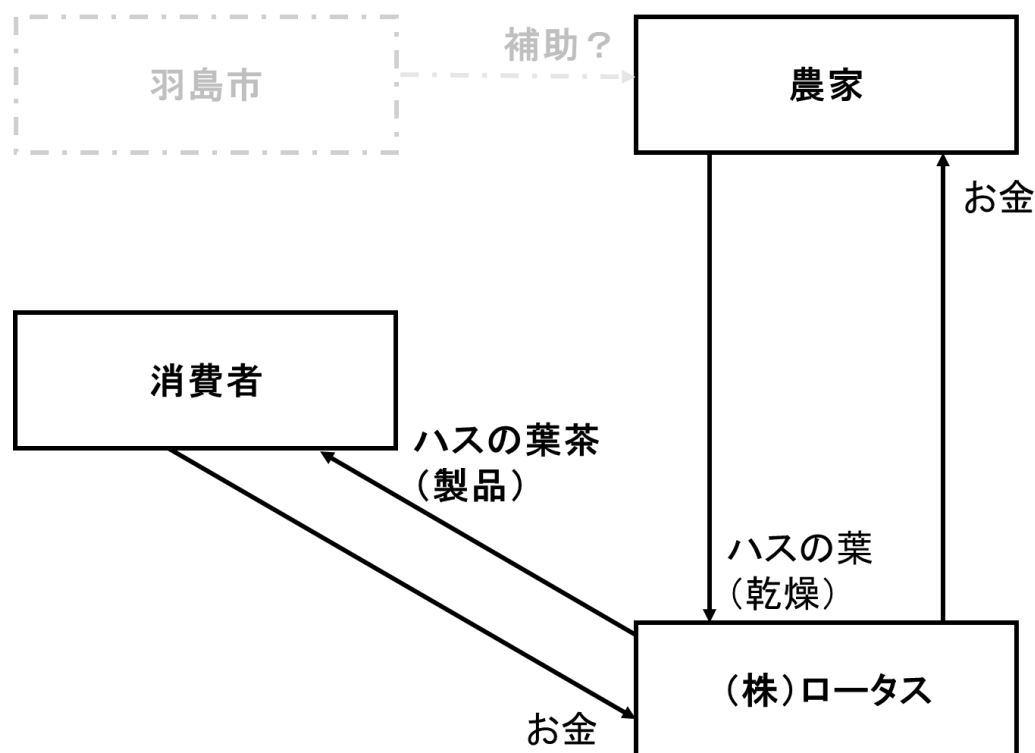 補助？
羽島市
農家
お金
消費者
ハスの葉茶
（製品）
ハスの葉
（乾燥）
（株）ロータス
お金